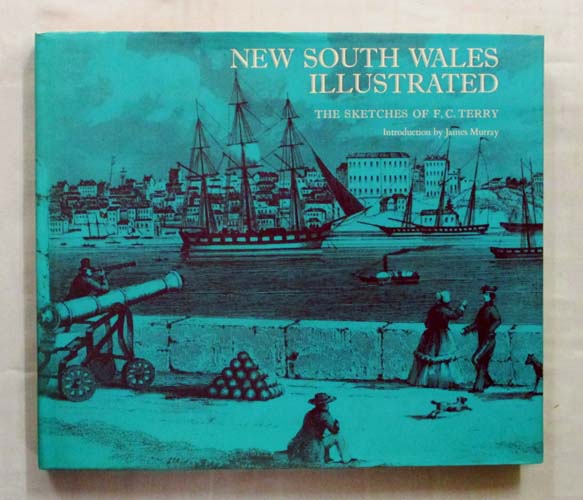 NEW SOUTH WALES
ILLUSTRATED
THE SKETCHES OF F. C. TERRY
Introduction by James Murray